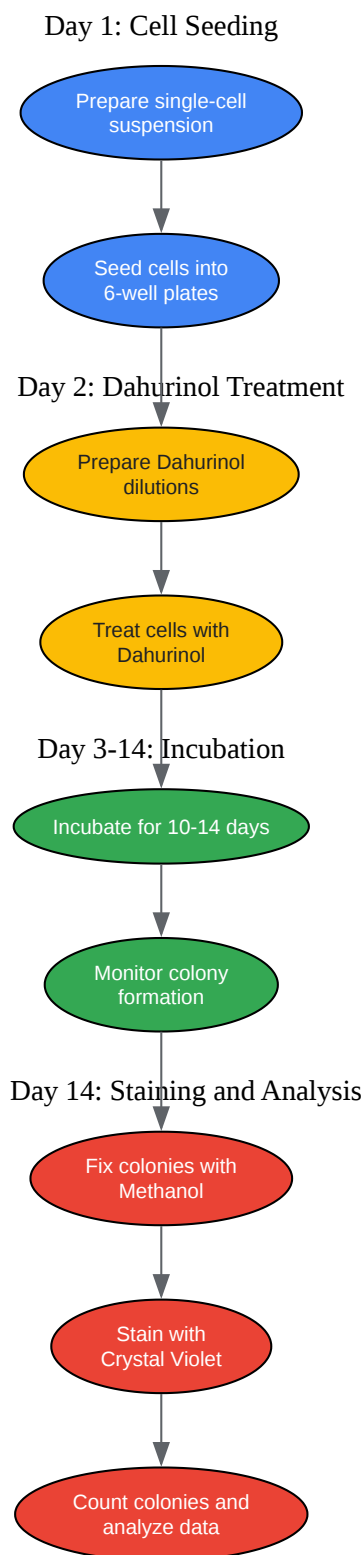 Day 1: Cell Seeding
Prepare single-cell
suspension
Seed cells into
6-well plates
Day 2: Dahurinol Treatment
Prepare Dahurinol
dilutions
Treat cells with
Dahurinol
Day 3-14: Incubation
Incubate for 10-14 days
Monitor colony
formation
Day 14: Staining and Analysis
Fix colonies with
Methanol
Stain with
Crystal Violet
Count colonies and
analyze data